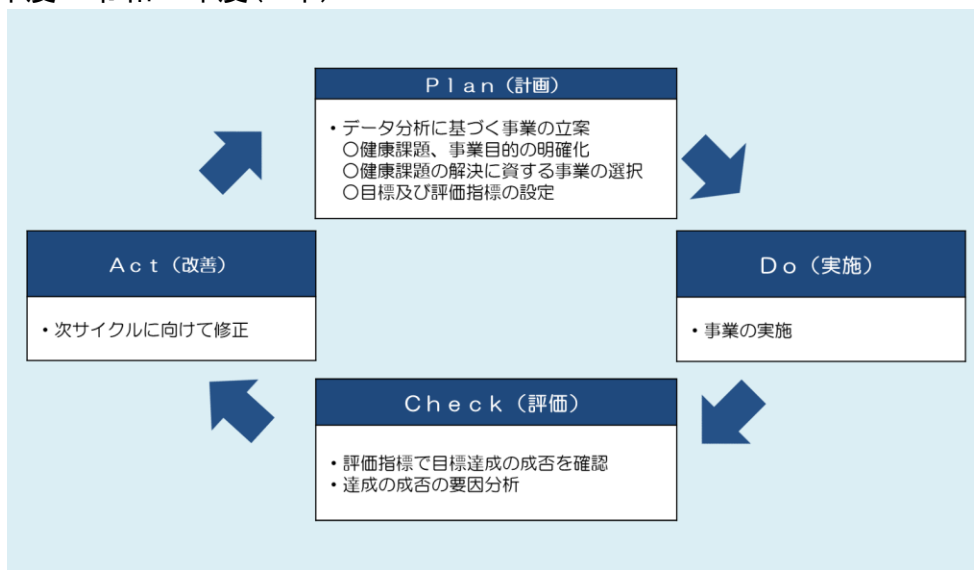 Plan（計画）
・データ分析に基づく事業の立案
〇健康課題、事業目的の明確化
〇健康課題の解決に資する事業の選択
〇目標及び評価指標の設定
Act（改善）
・次サイクルに向けて修正
Do（実施）
・事業の実施
Check（評価）
・評価指標で目標達成の成否を確認
・達成の成否の要因分析